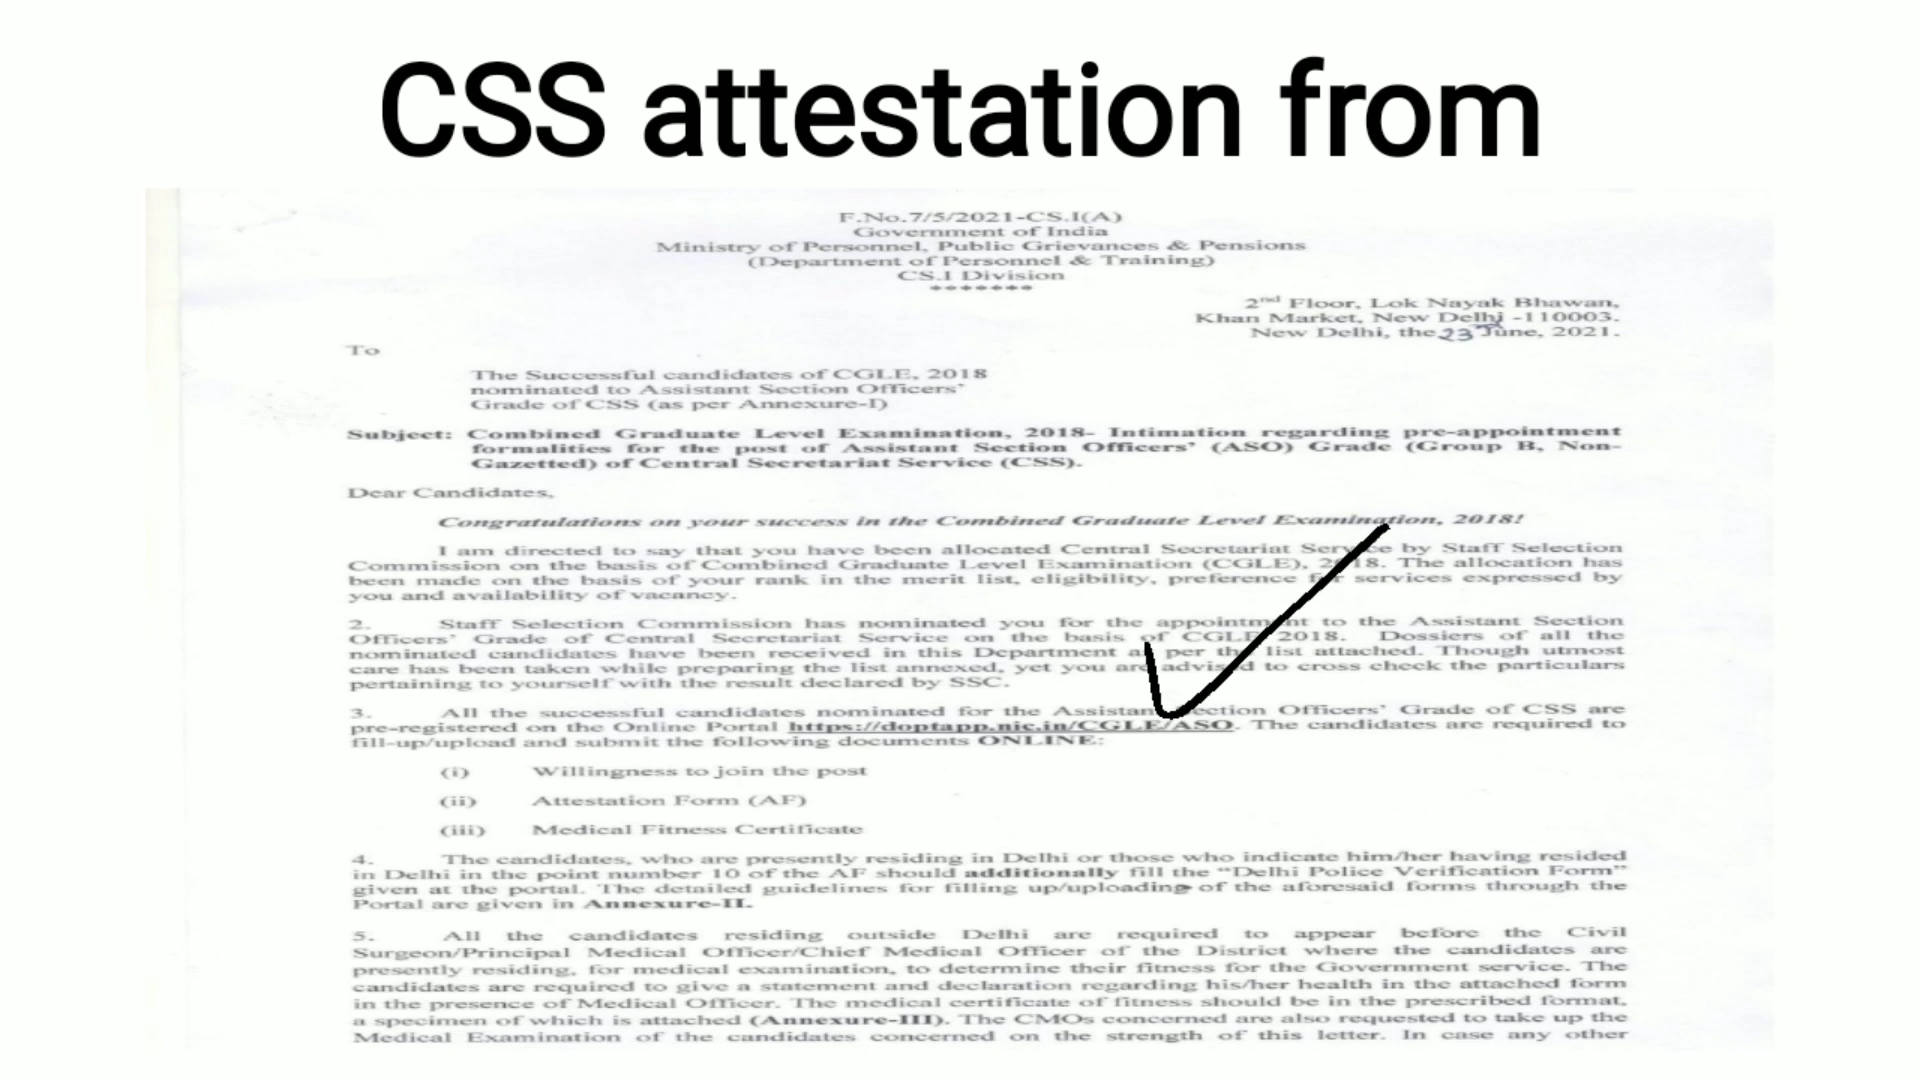 CSS attestation from
F.No.7/5/2021-CS.I(A)
Government of India
Ministry of Personnel, Public Grievances & Pensions
(Department of Personnel & Training)
CS.I Division
*******
2nd Floor, Lok Nayak Bhawan,
Khan Market, New Delhi -110003.
New Delhi, the 23 June, 2021.
To
The Successful candidates of CGLE, 2018
nominated to Assistant Section Officers'
Grade of CSS (as per Annexure-I)
Subject: Combined Graduate Level Examination, 2018- Intimation regarding pre-appointment
formalities for the post of Assistant Section Officers' (ASO) Grade (Group B, Non-
Gazetted) of Central Secretariat Service (CSS).
Dear Candidates,
Congratulations on your success in the Combined Graduate Level Examination, 2018!
I am directed to say that you have been allocated Central Secretariat Service by Staff Selection
Commission on the basis of Combined Graduate Level Examination (CGLE), 2018. The allocation has
been made on the basis of your rank in the merit list, eligibility, preference for services expressed by
you and availability of vacancy.
2. Staff Selection Commission has nominated you for the appointment to the Assistant Section
Officers' Grade of Central Secretariat Service on the basis of CGLE 2018. Dossiers of all the
nominated candidates have been received in this Department as per the list attached. Though utmost
care has been taken while preparing the list annexed, yet you are advised to cross check the particulars
pertaining to yourself with the result declared by SSC.
3. All the successful candidates nominated for the Assistant Section Officers' Grade of CSS are
pre-registered on the Online Portal https://doptapp.nic.in/CGLE/ASO. The candidates are required to
fill-up/upload and submit the following documents ONLINE:
(i) Willingness to join the post
(ii) Attestation Form (AF)
(iii) Medical Fitness Certificate
4. The candidates, who are presently residing in Delhi or those who indicate him/her having resided
in Delhi in the point number 10 of the AF should additionally fill the "Delhi Police Verification Form"
given at the portal. The detailed guidelines for filling up/uploading of the aforesaid forms through the
Portal are given in Annexure-II.
5. All the candidates residing outside Delhi are required to appear before the Civil
Surgeon/Principal Medical Officer/Chief Medical Officer of the District where the candidates are
presently residing, for medical examination, to determine their fitness for the Government service. The
candidates are required to give a statement and declaration regarding his/her health in the attached form
in the presence of Medical Officer. The medical certificate of fitness should be in the prescribed format,
a specimen of which is attached (Annexure-III). The CMOs concerned are also requested to take up the
Medical Examination of the candidates concerned on the strength of this letter. In case any other